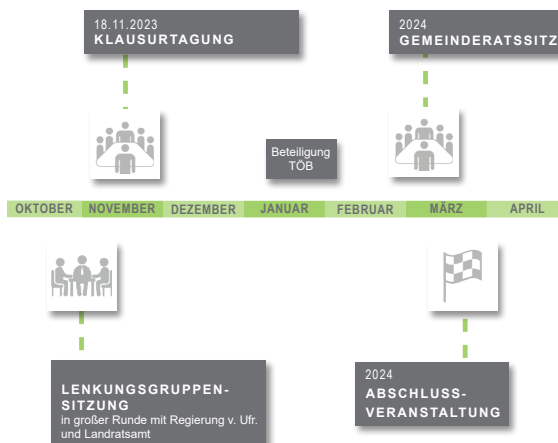 18.11.2023
KLAUSURTAGUNG
2024
GEMEINDERATSSITZ
Beteiligung
TÖB
OKTOBER NOVEMBER DEZEMBER JANUAR FEBRUAR MÄRZ APRIL
LENKUNGSGRUPPEN-
SITZUNG
in großer Runde mit Regierung v. Ufr.
und Landratsamt
2024
ABSCHLUSS-
VERANSTALTUNG